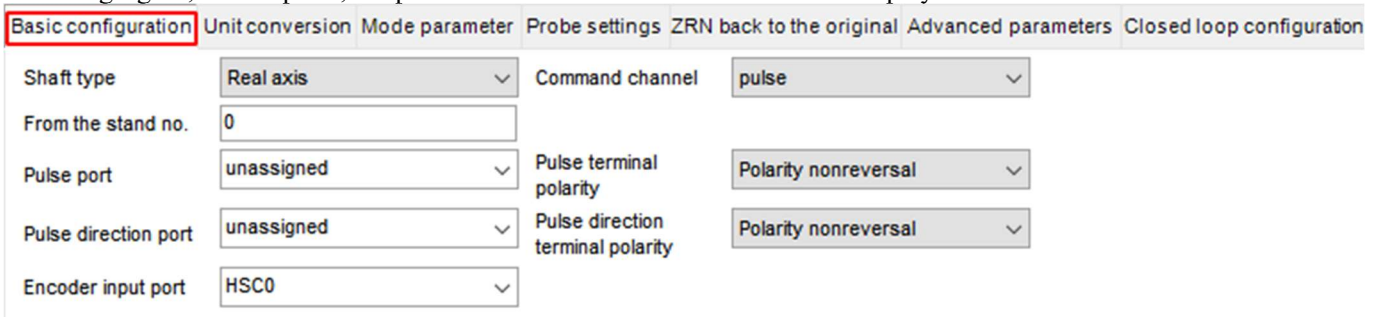 Basic configuration Unit conversion Mode parameter Probe settings ZRN back to the original Advanced parameters Closed loop configuration
Shaft type Real axis Command channel pulse
From the stand no. 0
Pulse port unassigned Pulse terminal polarity Polarity nonreversal
Pulse direction port unassigned Pulse direction terminal polarity Polarity nonreversal
Encoder input port HSC0